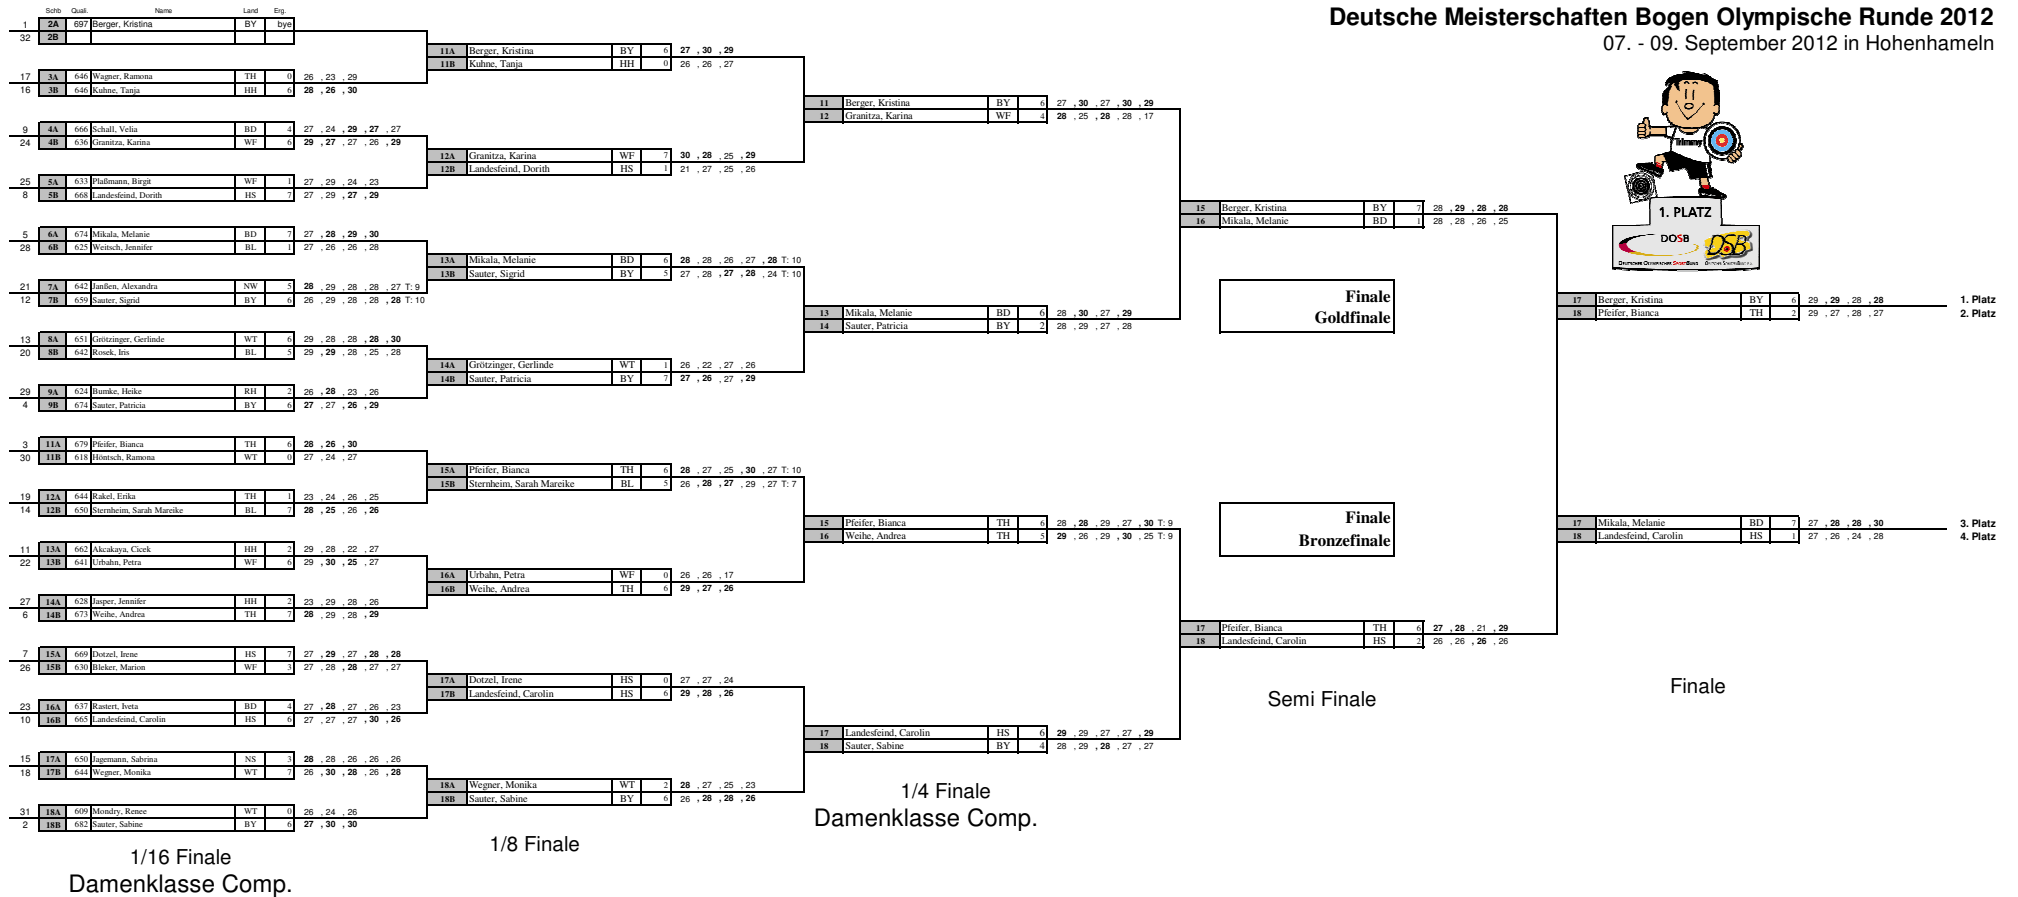 Deutsche Meisterschaften Bogen Olympische Runde 2012
07. - 09. September 2012 in Hohenhameln
Schb Quali. Name Land Erg.
1 2A 697 Berger, Kristina BY bye
32 2B
17 3A 646 Wagner, Ramona TH 0 26 , 23 , 29
16 3B 646 Kuhne, Tanja HH 6 28 , 26 , 30
9 4A 666 Schall, Velia BD 4 27 , 24 , 29 , 27 , 27
24 4B 636 Granitza, Karina WF 6 29 , 27 , 27 , 26 , 29
25 5A 633 Plaßmann, Birgit WF 1 27 , 29 , 24 , 23
8 5B 668 Landesfeind, Dorith HS 7 27 , 29 , 27 , 29
5 6A 674 Mikala, Melanie BD 7 27 , 28 , 29 , 30
28 6B 625 Weitsch, Jennifer BL 1 27 , 26 , 26 , 28
21 7A 642 Janßen, Alexandra NW 5 28 , 29 , 28 , 28 , 27 T: 9
12 7B 659 Sauter, Sigrid BY 6 26 , 29 , 28 , 28 , 28 T: 10
13 8A 651 Grötzinger, Gerlinde WT 6 29 , 28 , 28 , 28 , 30
20 8B 642 Rosek, Iris BL 5 29 , 29 , 28 , 25 , 28
29 9A 624 Bumke, Heike RH 2 26 , 28 , 23 , 26
4 9B 674 Sauter, Patricia BY 6 27 , 27 , 26 , 29
3 11A 679 Pfeifer, Bianca TH 6 28 , 26 , 30
30 11B 618 Höntsch, Ramona WT 0 27 , 24 , 27
19 12A 644 Rakel, Erika TH 1 23 , 24 , 26 , 25
14 12B 650 Sternheim, Sarah Mareike BL 7 28 , 25 , 26 , 26
11 13A 662 Akcakaya, Cicek HH 2 29 , 28 , 22 , 27
22 13B 641 Urbahn, Petra WF 6 29 , 30 , 25 , 27
27 14A 628 Jasper, Jennifer HH 2 23 , 29 , 28 , 26
6 14B 673 Weihe, Andrea TH 7 28 , 29 , 28 , 29
7 15A 669 Dotzel, Irene HS 7 27 , 29 , 27 , 28 , 28
26 15B 630 Bleker, Marion WF 3 27 , 28 , 28 , 27 , 27
23 16A 637 Rastert, Iveta BD 4 27 , 28 , 27 , 26 , 23
10 16B 665 Landesfeind, Carolin HS 6 27 , 27 , 27 , 30 , 26
15 17A 650 Jagemann, Sabrina NS 3 28 , 28 , 26 , 26 , 26
18 17B 644 Wegner, Monika WT 7 26 , 30 , 28 , 26 , 28
31 18A 609 Mondry, Renee WT 0 26 , 24 , 26
2 18B 682 Sauter, Sabine BY 6 27 , 30 , 30
1/16 Finale
Damenklasse Comp.
11A Berger, Kristina BY 6 27 , 30 , 29
11B Kuhne, Tanja HH 0 26 , 26 , 27
12A Granitza, Karina WF 7 30 , 28 , 25 , 29
12B Landesfeind, Dorith HS 1 21 , 27 , 25 , 26
13A Mikala, Melanie BD 6 28 , 28 , 26 , 27 , 28 T: 10
13B Sauter, Sigrid BY 5 27 , 28 , 27 , 28 , 24 T: 10
14A Grötzinger, Gerlinde WT 1 26 , 22 , 27 , 26
14B Sauter, Patricia BY 7 27 , 26 , 27 , 29
15A Pfeifer, Bianca TH 6 28 , 27 , 25 , 30 , 27 T: 10
15B Sternheim, Sarah Mareike BL 5 26 , 28 , 27 , 29 , 27 T: 7
16A Urbahn, Petra WF 0 26 , 26 , 17
16B Weihe, Andrea TH 6 29 , 27 , 26
17A Dotzel, Irene HS 0 27 , 27 , 24
17B Landesfeind, Carolin HS 6 29 , 28 , 26
18A Wegner, Monika WT 2 28 , 27 , 25 , 23
18B Sauter, Sabine BY 6 26 , 28 , 28 , 26
1/8 Finale
11 Berger, Kristina BY 6 27 , 30 , 27 , 30 , 29
12 Granitza, Karina WF 4 28 , 25 , 28 , 28 , 17
13 Mikala, Melanie BD 6 28 , 30 , 27 , 29
14 Sauter, Patricia BY 2 28 , 29 , 27 , 28
15 Pfeifer, Bianca TH 6 28 , 28 , 29 , 27 , 30 T: 9
16 Weihe, Andrea TH 5 29 , 26 , 29 , 30 , 25 T: 9
17 Landesfeind, Carolin HS 6 29 , 29 , 27 , 27 , 29
18 Sauter, Sabine BY 4 28 , 29 , 28 , 27 , 27
1/4 Finale
Damenklasse Comp.
15 Berger, Kristina BY 7 28 , 29 , 28 , 28
16 Mikala, Melanie BD 1 28 , 28 , 26 , 25
Finale
Goldfinale
Finale
Bronzefinale
17 Pfeifer, Bianca TH 6 27 , 28 , 21 , 29
18 Landesfeind, Carolin HS 2 26 , 26 , 26 , 26
Semi Finale
Trimmy
1. PLATZ
DOSB
DSB
DEUTSCHER OLYMPISCHER SPORTBUND
17 Berger, Kristina BY 6 29 , 29 , 28 , 28 1. Platz
18 Pfeifer, Bianca TH 2 29 , 27 , 28 , 27 2. Platz
17 Mikala, Melanie BD 7 27 , 28 , 28 , 30 3. Platz
18 Landesfeind, Carolin HS 1 27 , 26 , 24 , 28 4. Platz
Finale